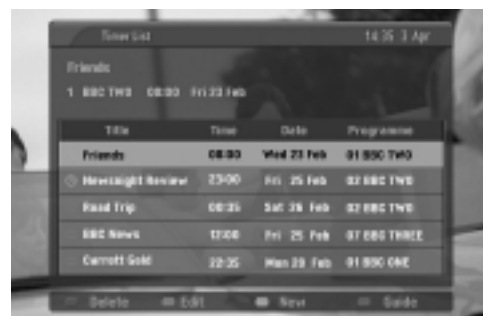 Timer List 14:35 3 Apr
Friends
1 BBC TWO 08:00 Fri 23 Feb
Title Time Date Programme
Friends 08:00 Wed 23 Feb 01 BBC TWO
Newsnight Review 23:00 Fri 25 Feb 02 BBC TWO
Road Trip 00:35 Sat 26 Feb 02 BBC TWO
BBC News 12:00 Fri 25 Feb 07 BBC THREE
Carrott Gold 22:35 Mon 28 Feb 01 BBC ONE
Delete Edit New Guide